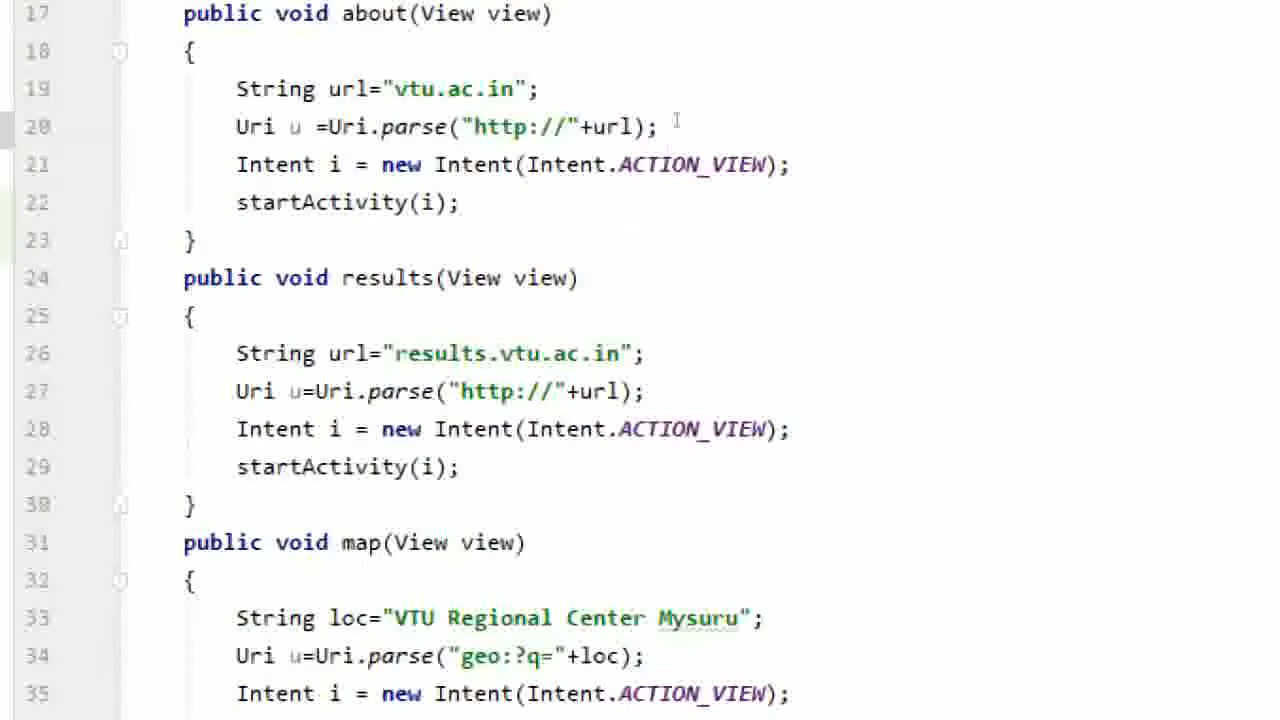 17 public void about(View view)
18 {
19 String url="vtu.ac.in";
20 Uri u =Uri.parse("http://"+url);
21 Intent i = new Intent(Intent.ACTION_VIEW);
22 startActivity(i);
23 }
24 public void results(View view)
25 {
26 String url="results.vtu.ac.in";
27 Uri u=Uri.parse("http://"+url);
28 Intent i = new Intent(Intent.ACTION_VIEW);
29 startActivity(i);
30 }
31 public void map(View view)
32 {
33 String loc="VTU Regional Center Mysuru";
34 Uri u=Uri.parse("geo:?q="+loc);
35 Intent i = new Intent(Intent.ACTION_VIEW);